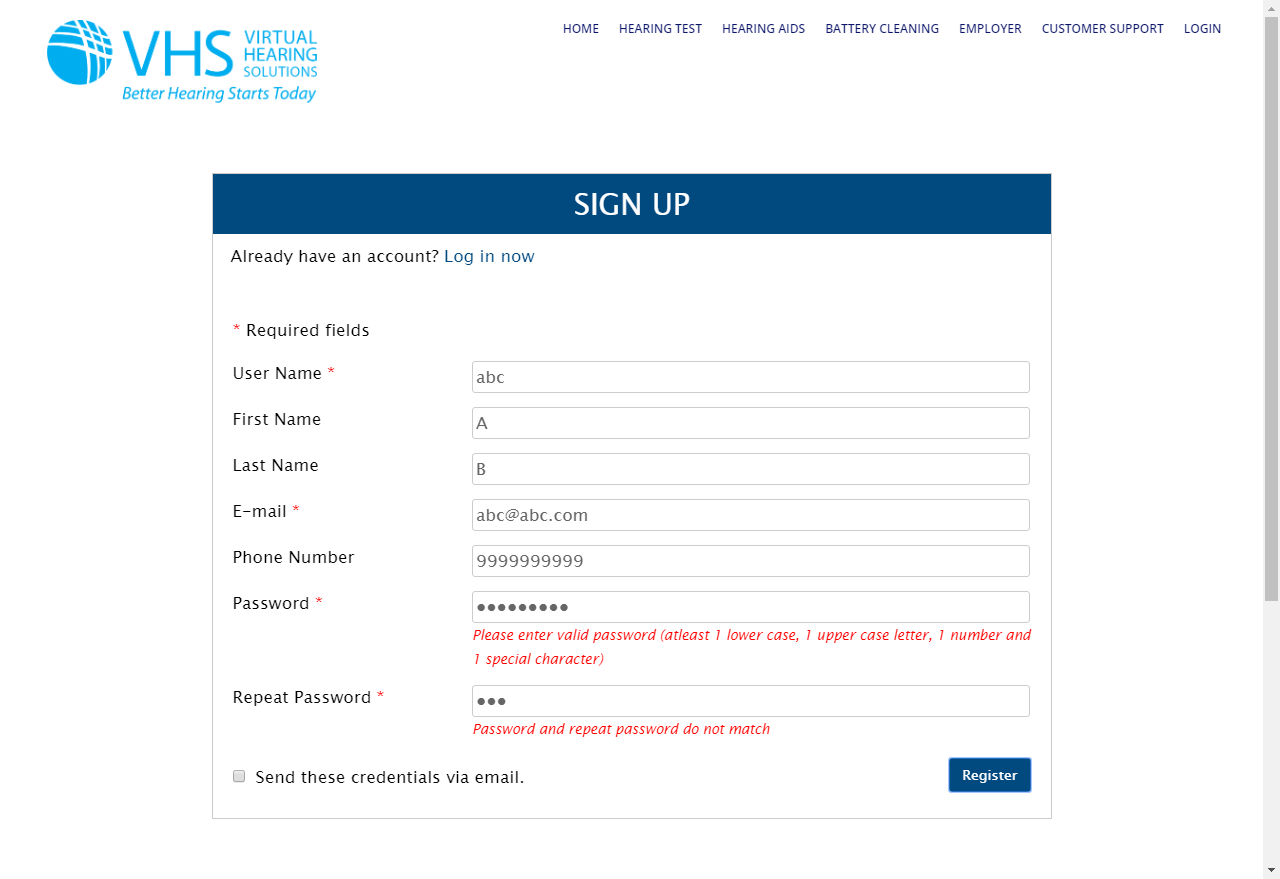 VHS VIRTUAL HEARING SOLUTIONS
Better Hearing Starts Today
HOME HEARING TEST HEARING AIDS BATTERY CLEANING EMPLOYER CUSTOMER SUPPORT LOGIN
SIGN UP
Already have an account? Log in now
* Required fields
User Name * abc
First Name A
Last Name B
E-mail * abc@abc.com
Phone Number 9999999999
Password * •••••••••
Please enter valid password (atleast 1 lower case, 1 upper case letter, 1 number and
1 special character)
Repeat Password * •••
Password and repeat password do not match
Send these credentials via email.
Register